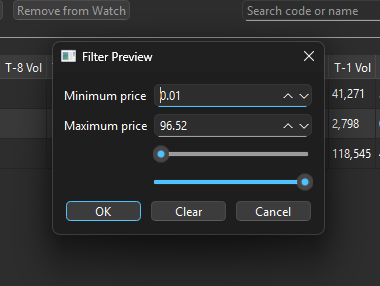 Remove from Watch
Search code or name
T-8 Vol
T-1 Vol
Filter Preview
Minimum price 0.01
41,271
Maximum price 96.52
2,798
118,545
OK Clear Cancel